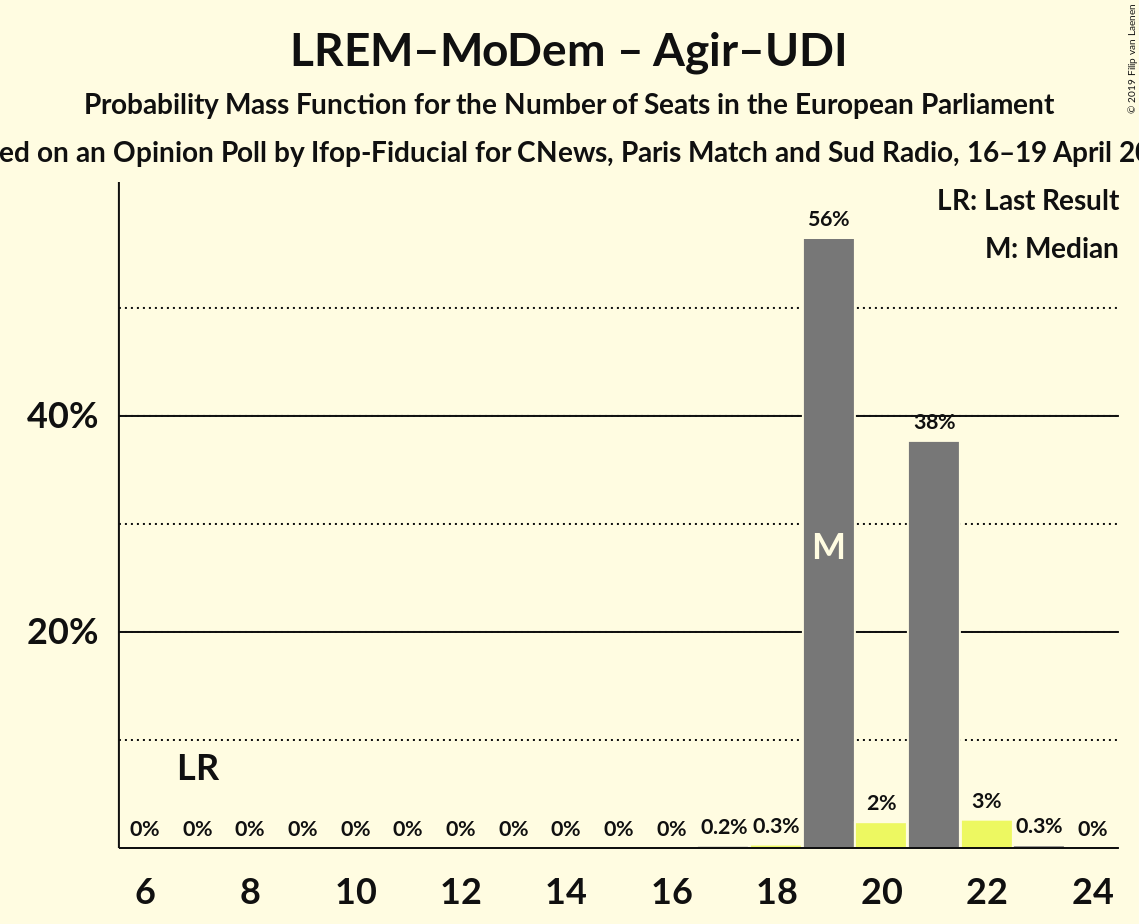 LREM–MoDem – Agir–UDI
Probability Mass Function for the Number of Seats in the European Parliament
ed on an Opinion Poll by Ifop-Fiducial for CNews, Paris Match and Sud Radio, 16–19 April 20
© 2019 Filip van Laenen
LR: Last Result
M: Median
56%
40%
38%
M
20%
LR
0% 0% 0% 0% 0% 0% 0% 0% 0% 0% 0% 0.2% 0.3% 2% 3% 0.3% 0%
6 8 10 12 14 16 18 20 22 24